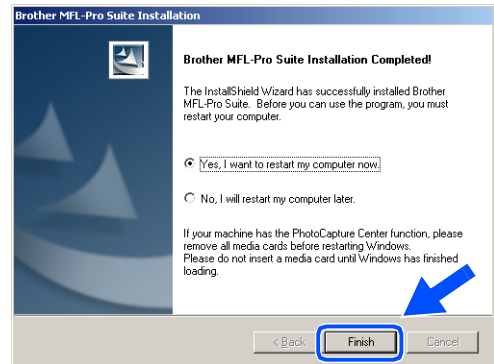 Brother MFL-Pro Suite Installation
Brother MFL-Pro Suite Installation Completed!
The InstallShield Wizard has successfully installed Brother
MFL-Pro Suite. Before you can use the program, you must
restart your computer.
Yes, I want to restart my computer now.
No, I will restart my computer later.
If your machine has the PhotoCapture Center function, please
remove all media cards before restarting Windows.
Please do not insert a media card until Windows has finished
loading.
< Back
Finish
Cancel